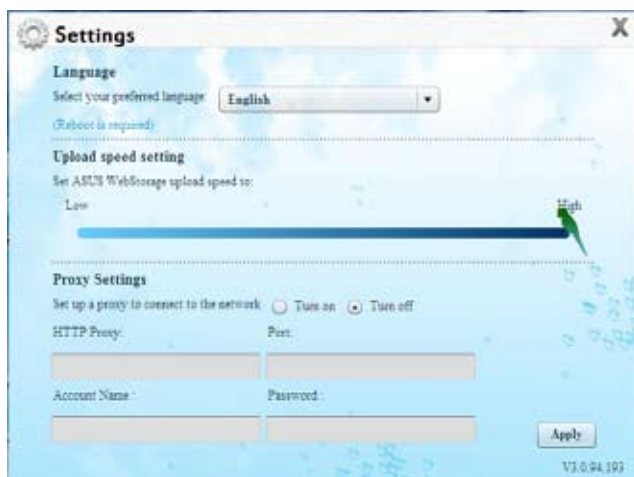 Settings
X
Language
Select your preferred language: English
(Reboot is required)
Upload speed setting
Set ASUS WebStorage upload speed to:
Low High
Proxy Settings
Set up a proxy to connect to the network Turn on Turn off
HTTP Proxy: Port:
Account Name : Password :
Apply
V3.0.94.193